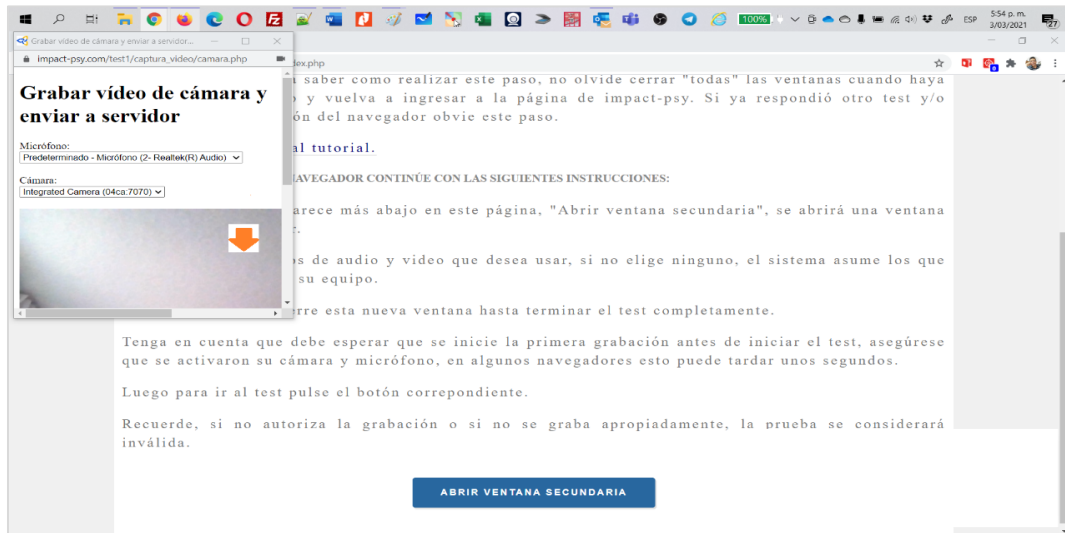 100%
ESP
5:54 p. m.
3/03/2021
27
Grabar video de cámara y enviar a servidor...
impact-psy.com/test1/captura_video/camara.php
dex.php
Grabar vídeo de cámara y
enviar a servidor
Micrófono:
Predeterminado - Micrófono (2- Realtek(R) Audio)
Cámara:
Integrated Camera (04ca:7070)
saber como realizar este paso, no olvide cerrar "todas" las ventanas cuando haya
y vuelva a ingresar a la página de impact-psy. Si ya respondió otro test y/o
ón del navegador obvie este paso.
al tutorial.
AVEGADOR CONTINÚE CON LAS SIGUIENTES INSTRUCCIONES:
arece más abajo en este página, "Abrir ventana secundaria", se abrirá una ventana
r.
s de audio y video que desea usar, si no elige ninguno, el sistema asume los que
su equipo.
erre esta nueva ventana hasta terminar el test completamente.
Tenga en cuenta que debe esperar que se inicie la primera grabación antes de iniciar el test, asegúrese
que se activaron su cámara y micrófono, en algunos navegadores esto puede tardar unos segundos.
Luego para ir al test pulse el botón correpondiente.
Recuerde, si no autoriza la grabación o si no se graba apropiadamente, la prueba se considerará
inválida.
ABRIR VENTANA SECUNDARIA